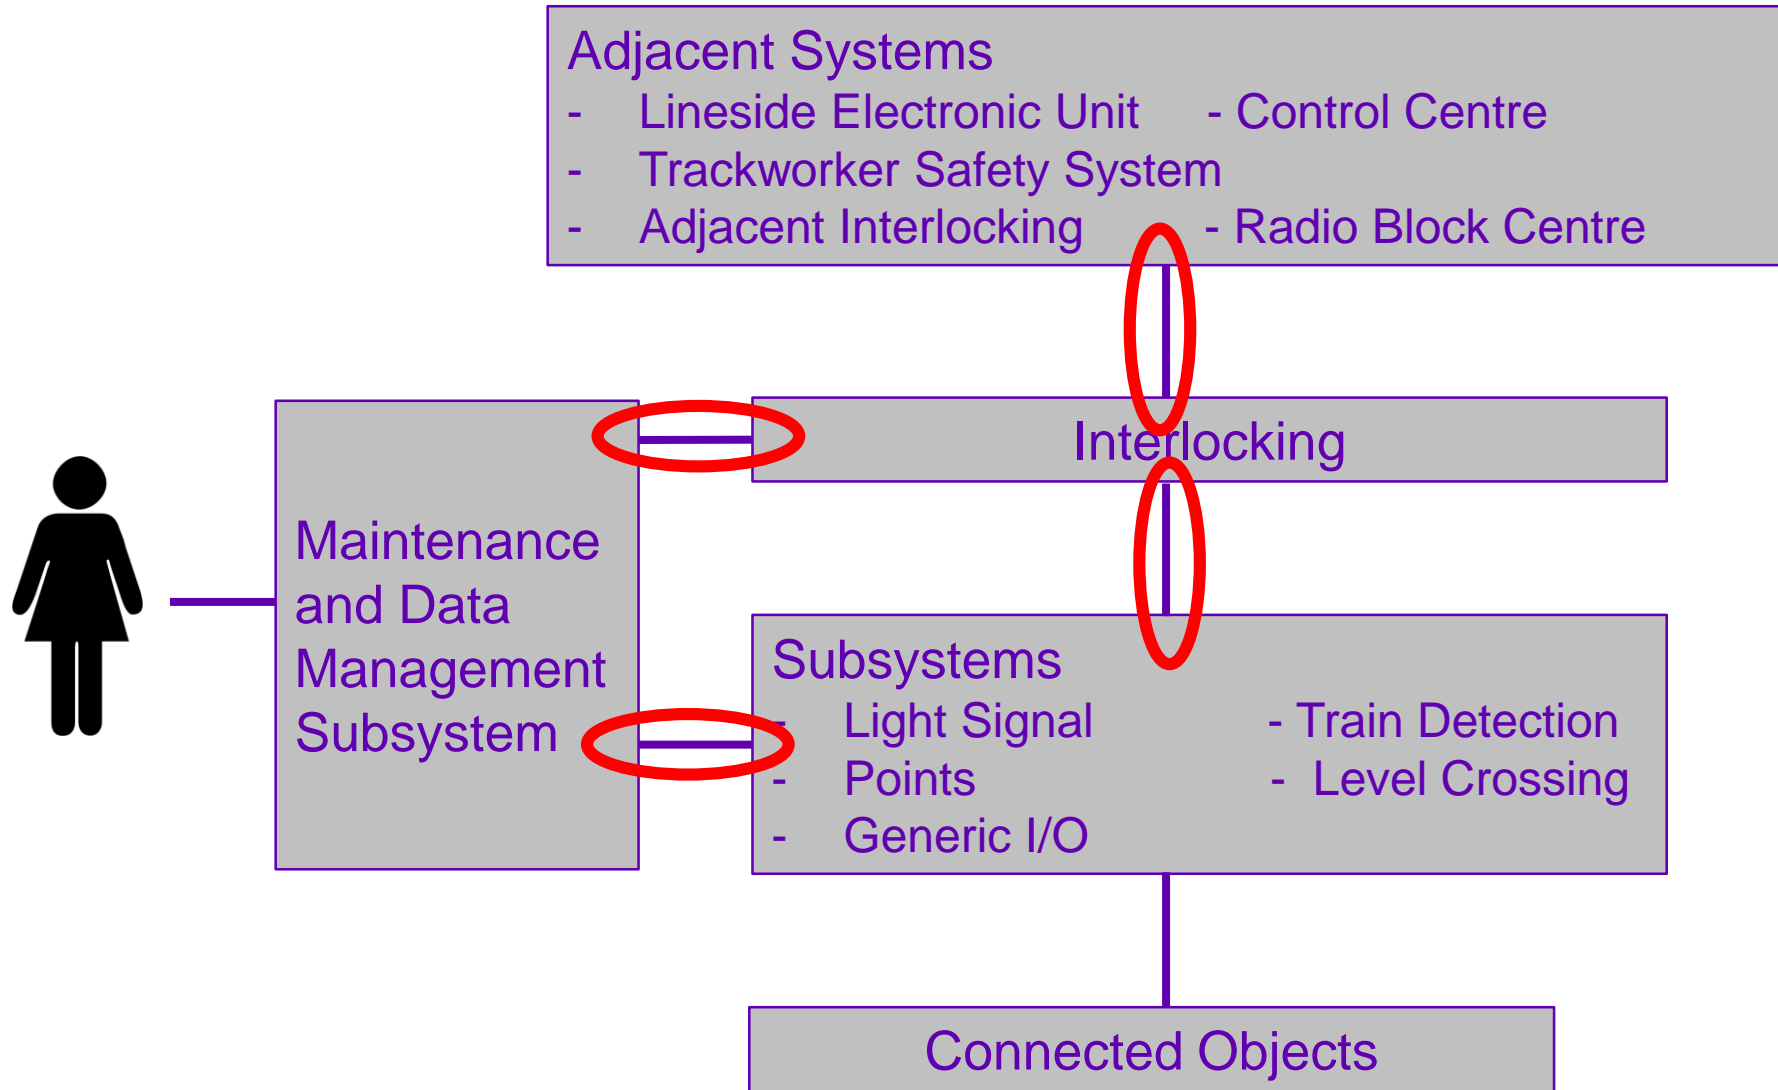 Adjacent Systems
- Lineside Electronic Unit - Control Centre
- Trackworker Safety System
- Adjacent Interlocking - Radio Block Centre
Interlocking
Maintenance
and Data
Management
Subsystem
Subsystems
- Light Signal - Train Detection
- Points - Level Crossing
- Generic I/O
Connected Objects